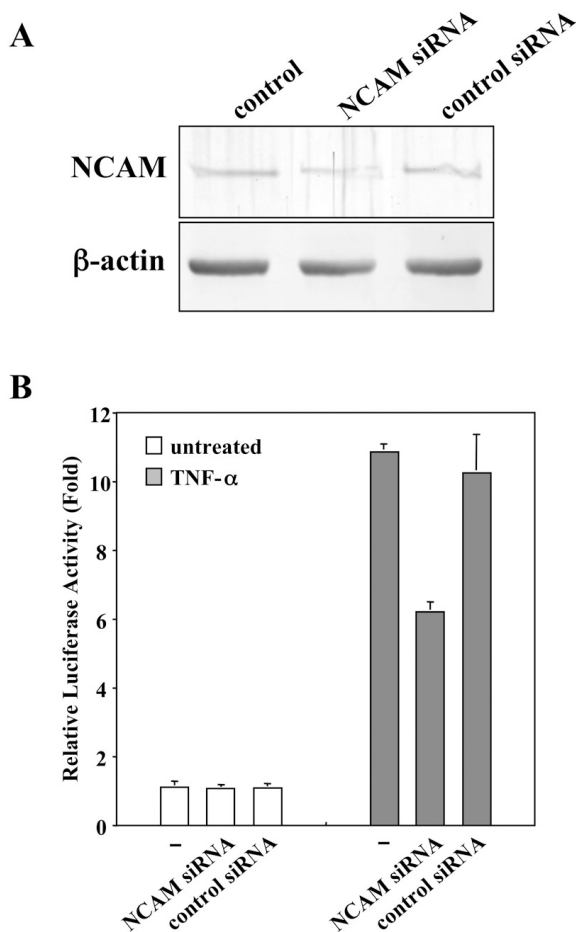 A
control
NCAM siRNA
control siRNA
NCAM
β-actin
B
Relative Luciferase Activity (Fold)
12
10
8
6
4
2
0
untreated
TNF-α
–
NCAM siRNA
control siRNA
–
NCAM siRNA
control siRNA